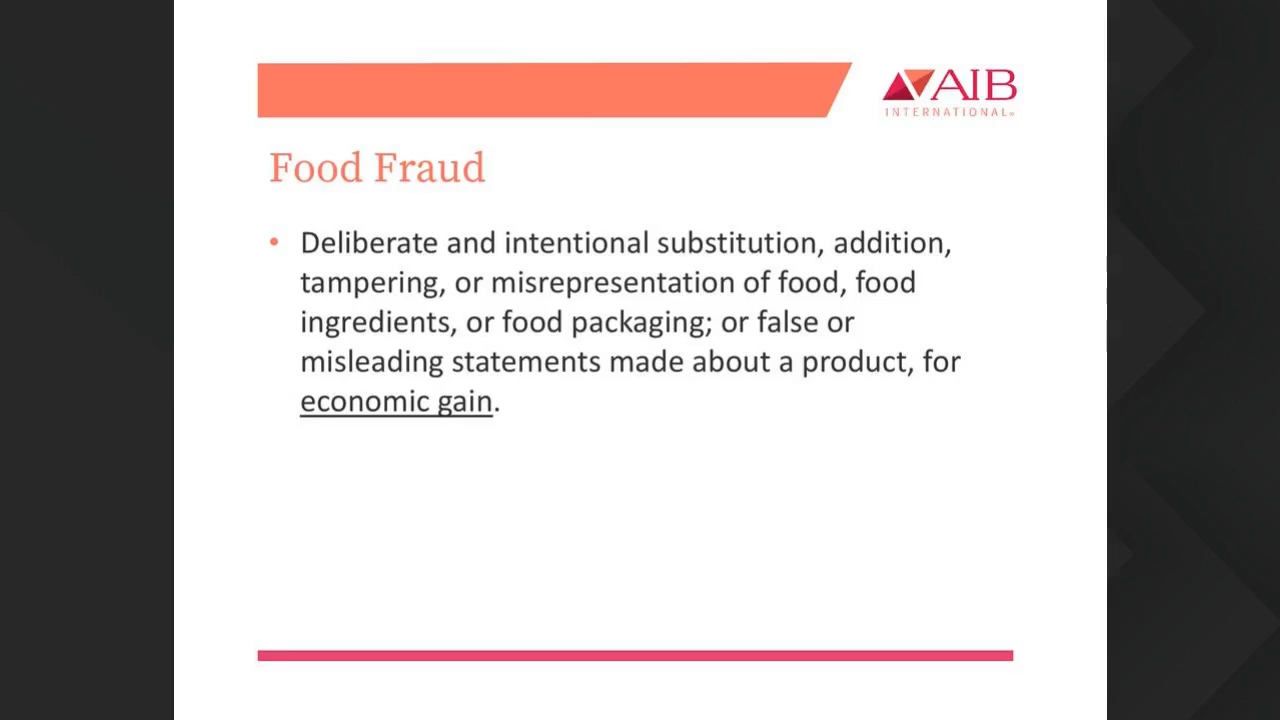 AIB
INTERNATIONAL®
Food Fraud
• Deliberate and intentional substitution, addition,
tampering, or misrepresentation of food, food
ingredients, or food packaging; or false or
misleading statements made about a product, for
economic gain.